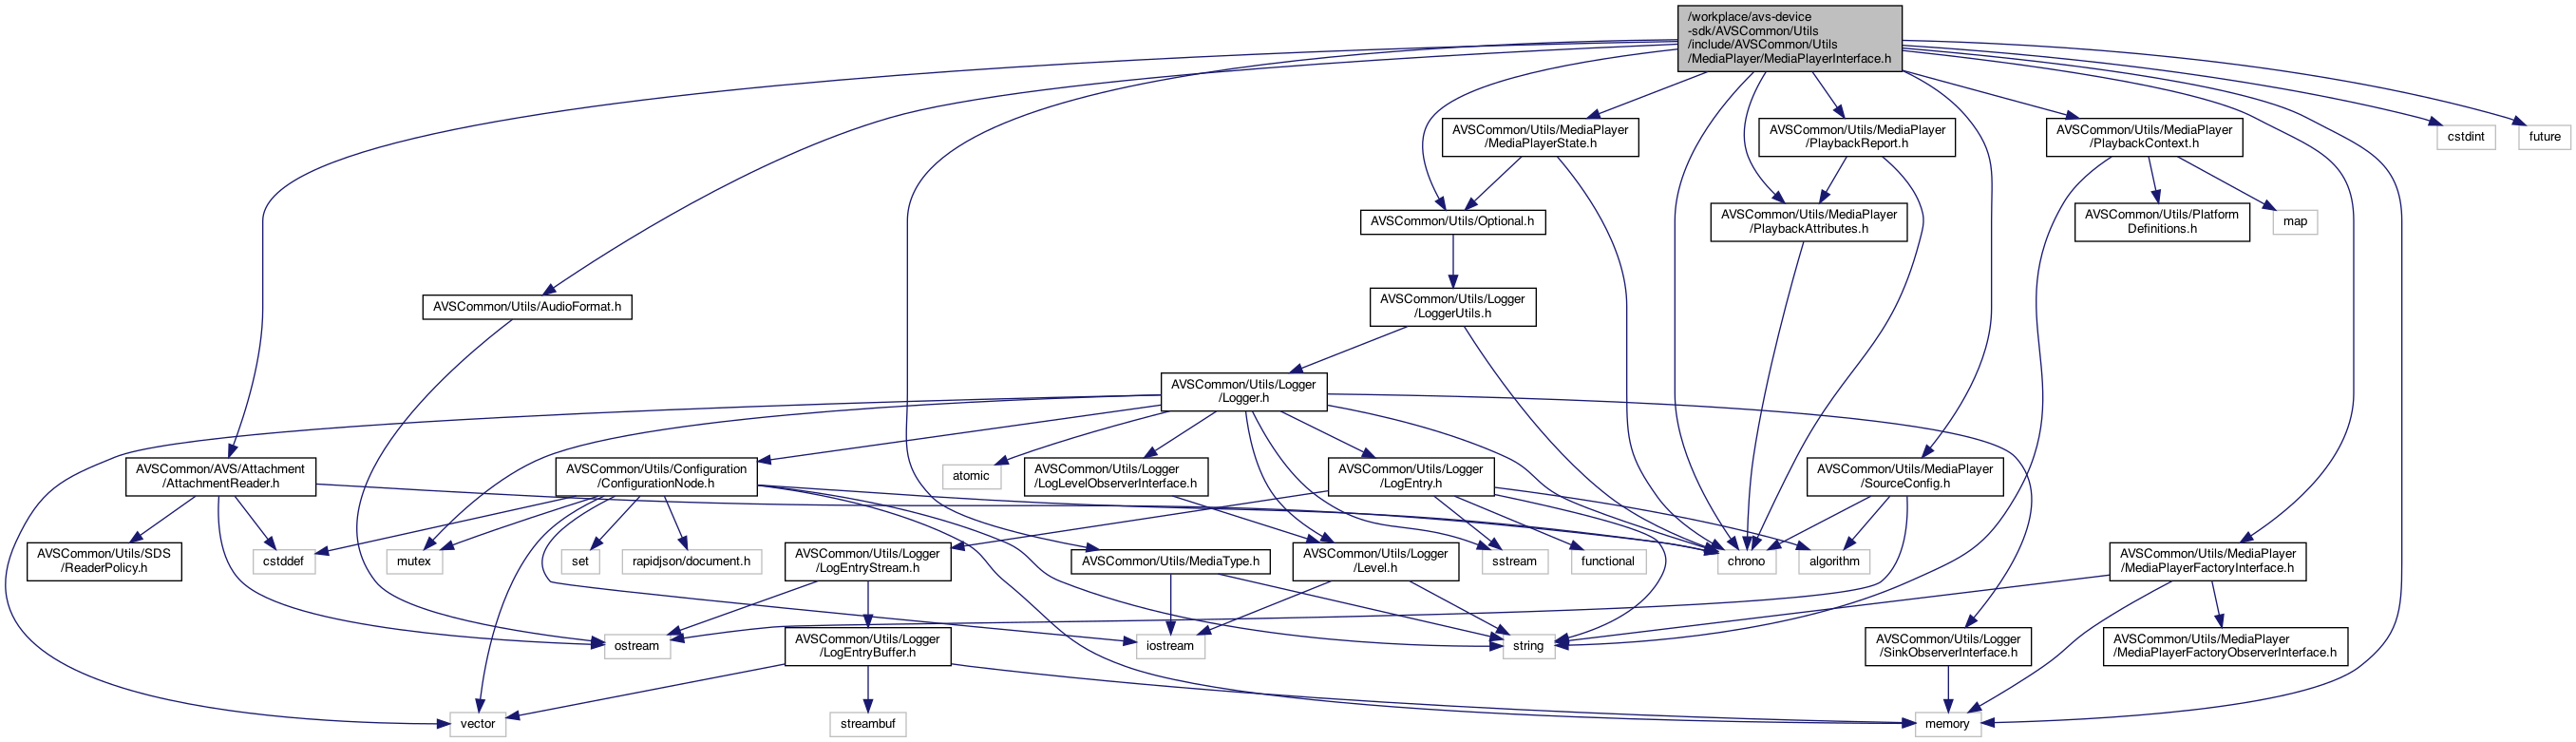 /workplace/avs-device
-sdk/AVSCommon/Utils
/include/AVSCommon/Utils
/MediaPlayer/MediaPlayerInterface.h
AVSCommon/Utils/MediaPlayer
/MediaPlayerState.h
AVSCommon/Utils/MediaPlayer
/PlaybackReport.h
AVSCommon/Utils/MediaPlayer
/PlaybackContext.h
cstdint
future
AVSCommon/Utils/Optional.h
AVSCommon/Utils/MediaPlayer
/PlaybackAttributes.h
AVSCommon/Utils/Platform
Definitions.h
map
AVSCommon/Utils/AudioFormat.h
AVSCommon/Utils/Logger
/LoggerUtils.h
AVSCommon/Utils/Logger
/Logger.h
AVSCommon/AVS/Attachment
/AttachmentReader.h
AVSCommon/Utils/Configuration
/ConfigurationNode.h
atomic
AVSCommon/Utils/Logger
/LogLevelObserverInterface.h
AVSCommon/Utils/Logger
/LogEntry.h
AVSCommon/Utils/MediaPlayer
/SourceConfig.h
AVSCommon/Utils/SDS
/ReaderPolicy.h
cstddef
mutex
set
rapidjson/document.h
AVSCommon/Utils/Logger
/LogEntryStream.h
AVSCommon/Utils/MediaType.h
AVSCommon/Utils/Logger
/Level.h
sstream
functional
chrono
algorithm
AVSCommon/Utils/MediaPlayer
/MediaPlayerFactoryInterface.h
ostream
AVSCommon/Utils/Logger
/LogEntryBuffer.h
iostream
string
AVSCommon/Utils/Logger
/SinkObserverInterface.h
AVSCommon/Utils/MediaPlayer
/MediaPlayerFactoryObserverInterface.h
vector
streambuf
memory